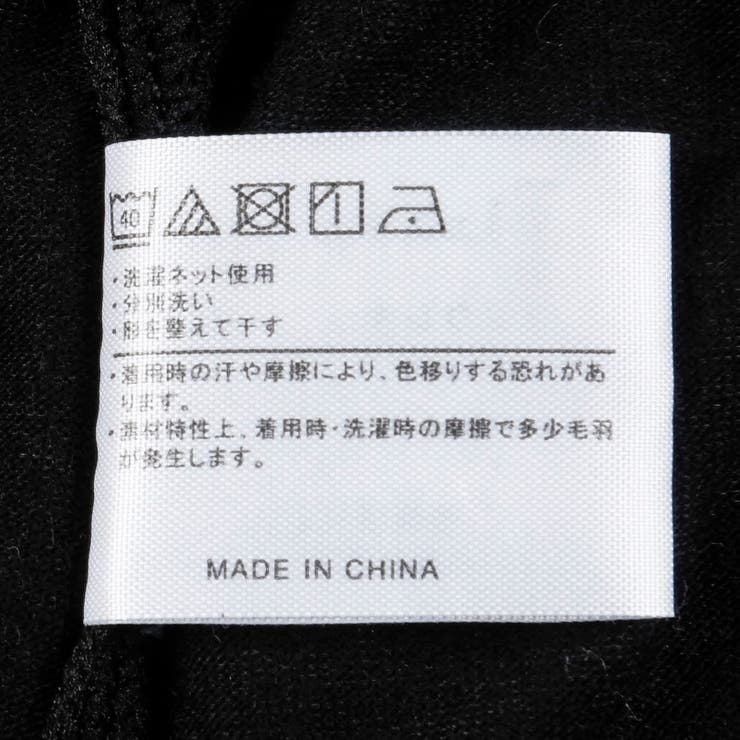 40
・洗濯ネット使用
・分別洗い
・形を整えて干す
・着用時の汗や摩擦により、色移りする恐れがあ
ります。
・素材特性上、着用時・洗濯時の摩擦で多少毛羽
が発生します。
MADE IN CHINA